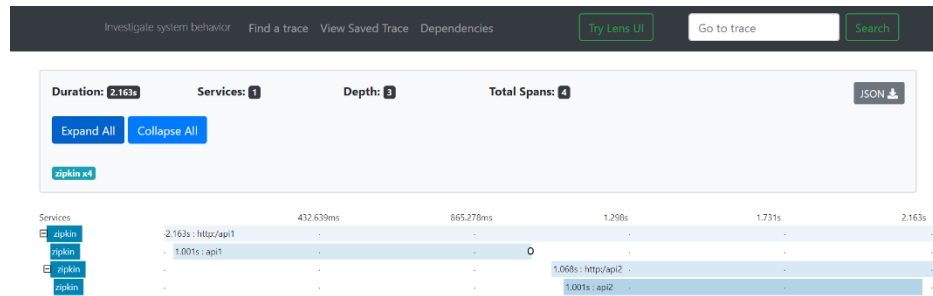 Investigate system behavior Find a trace View Saved Trace Dependencies Try Lens UI Go to trace Search
Duration: 2.163s Services: 1 Depth: 3 Total Spans: 4 JSON
Expand All Collapse All
zipkin x4
Services 432.639ms 865.278ms 1.298s 1.731s 2.163s
zipkin 2.163s : http:/api1
zipkin 1.001s : api1
zipkin 1.068s : http:/api2
zipkin 1.001s : api2